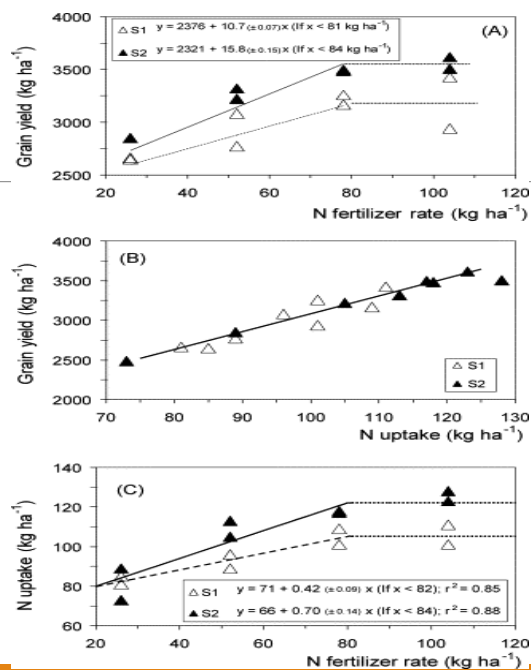 4000
3500
3000
2500
Grain yield (kg ha⁻¹)
S1 y = 2376 + 10.7 (±0.07) x (If x < 81 kg ha⁻¹)
S2 y = 2321 + 15.8 (±0.15) x (If x < 84 kg ha⁻¹)
(A)
20 40 60 80 100 120
N fertilizer rate (kg ha⁻¹)
4000
3500
3000
2500
2000
Grain yield (kg ha⁻¹)
(B)
S1
S2
70 80 90 100 110 120 130
N uptake (kg ha⁻¹)
140
120
100
80
60
N uptake (kg ha⁻¹)
(C)
S1 y = 71 + 0.42 (±0.09) x (If x < 82); r² = 0.85
S2 y = 66 + 0.70 (±0.14) x (If x < 84); r² = 0.88
20 40 60 80 100 120
N fertilizer rate (kg ha⁻¹)